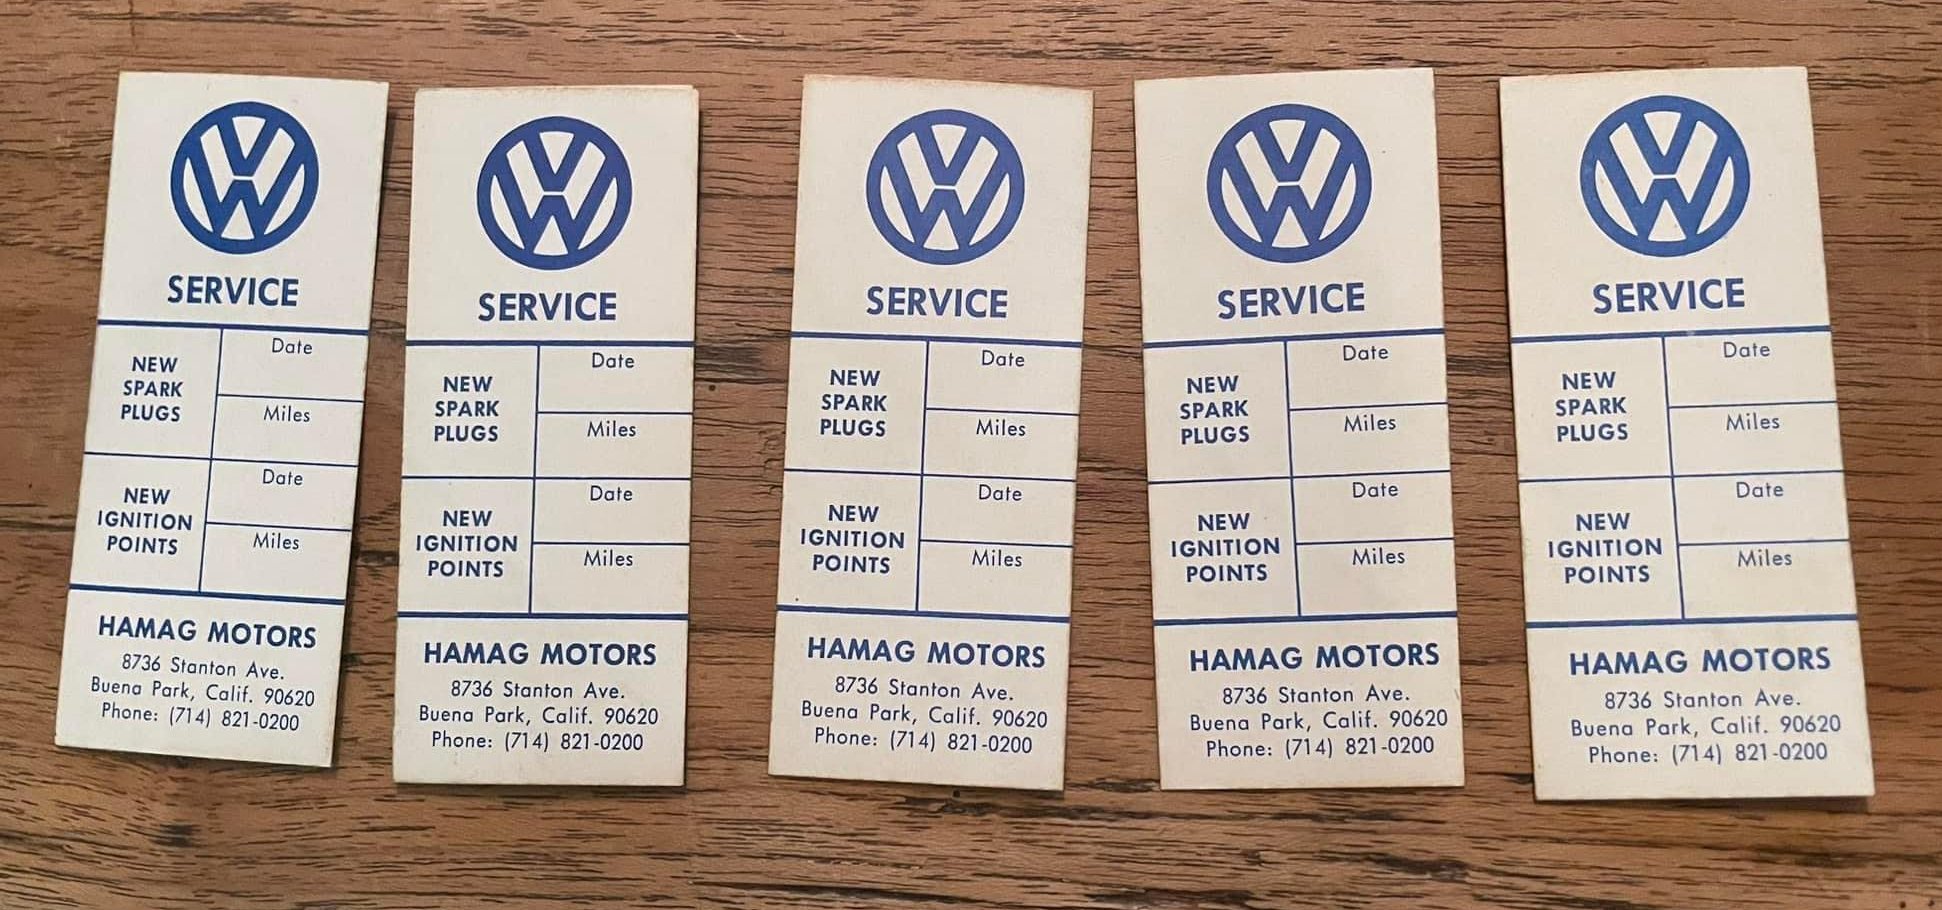 VW
SERVICE
NEW
SPARK
PLUGS
Date
Miles
NEW
IGNITION
POINTS
Date
Miles
HAMAG MOTORS
8736 Stanton Ave.
Buena Park, Calif. 90620
Phone: (714) 821-0200
VW
SERVICE
NEW
SPARK
PLUGS
Date
Miles
NEW
IGNITION
POINTS
Date
Miles
HAMAG MOTORS
8736 Stanton Ave.
Buena Park, Calif. 90620
Phone: (714) 821-0200
VW
SERVICE
NEW
SPARK
PLUGS
Date
Miles
NEW
IGNITION
POINTS
Date
Miles
HAMAG MOTORS
8736 Stanton Ave.
Buena Park, Calif. 90620
Phone: (714) 821-0200
VW
SERVICE
NEW
SPARK
PLUGS
Date
Miles
NEW
IGNITION
POINTS
Date
Miles
HAMAG MOTORS
8736 Stanton Ave.
Buena Park, Calif. 90620
Phone: (714) 821-0200
VW
SERVICE
NEW
SPARK
PLUGS
Date
Miles
NEW
IGNITION
POINTS
Date
Miles
HAMAG MOTORS
8736 Stanton Ave.
Buena Park, Calif. 90620
Phone: (714) 821-0200